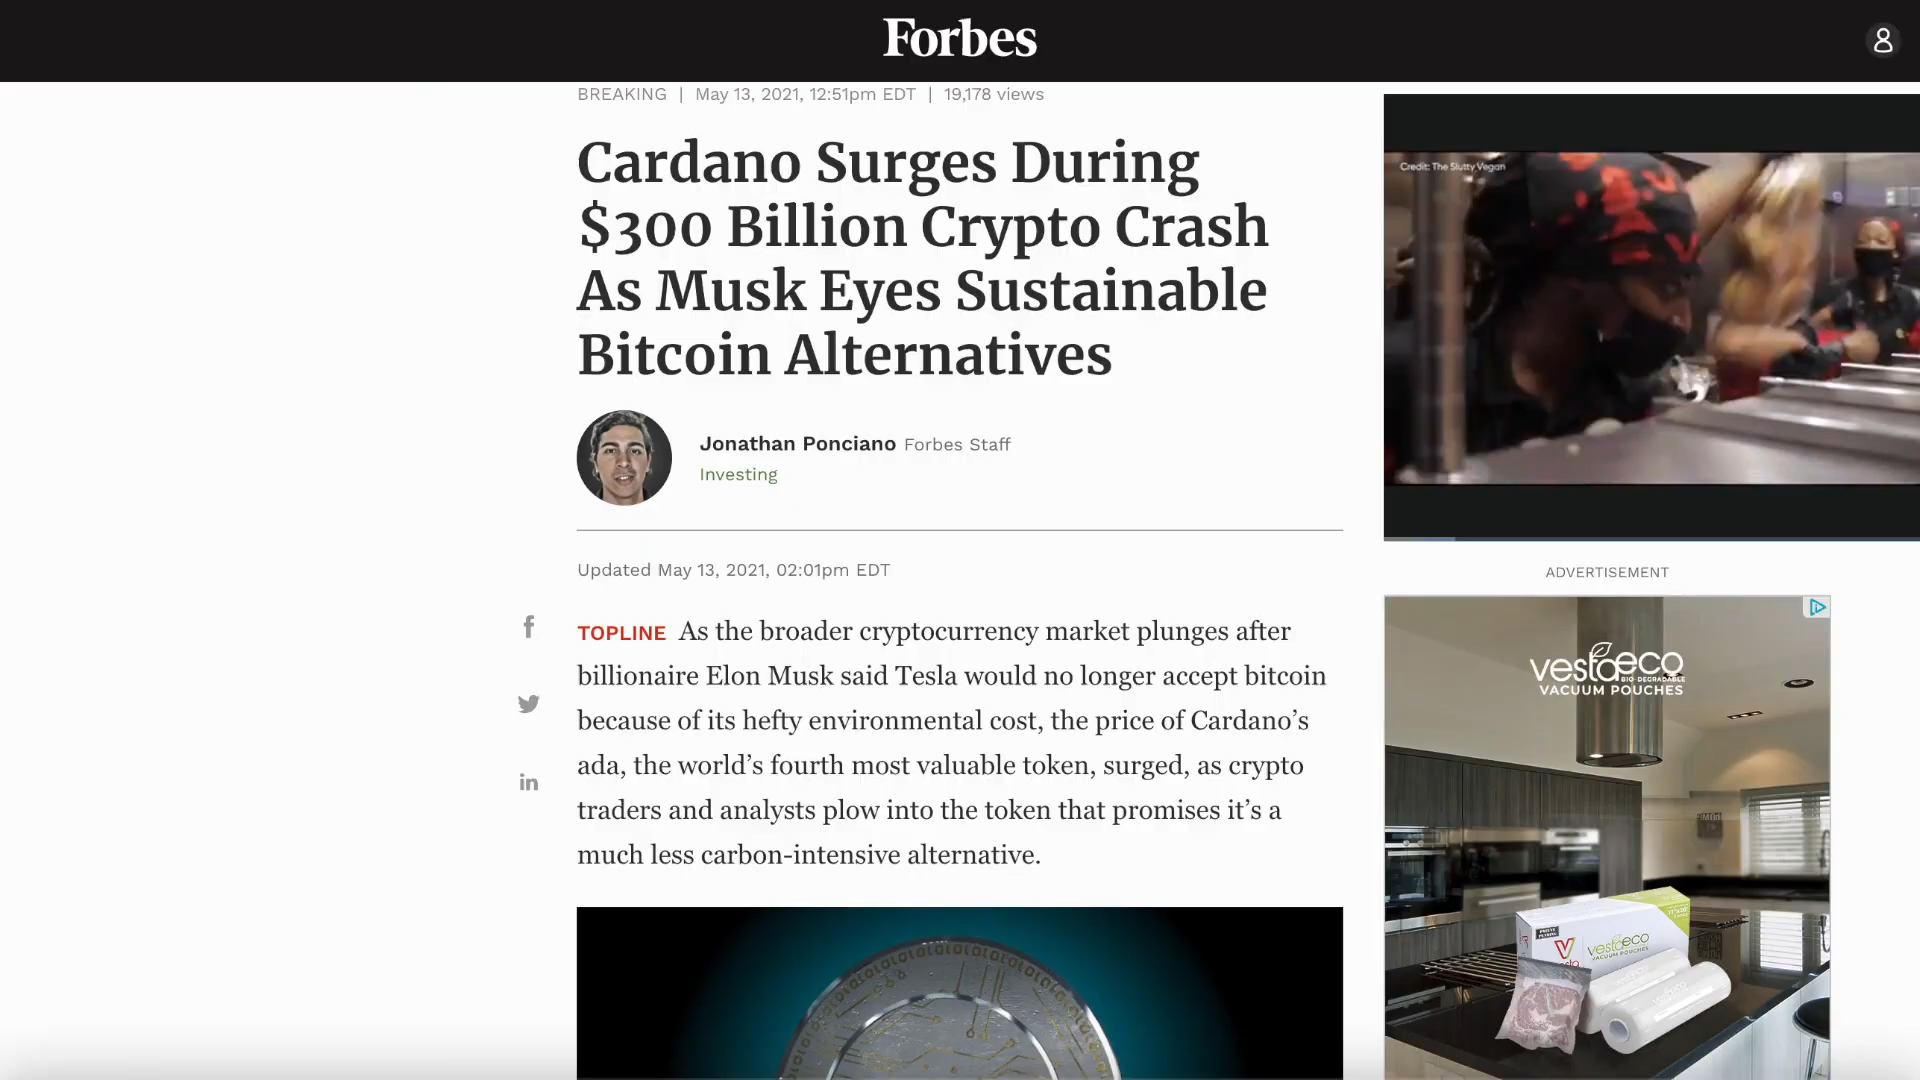 Forbes
BREAKING | May 13, 2021, 12:51pm EDT | 19,178 views
Cardano Surges During
$300 Billion Crypto Crash
As Musk Eyes Sustainable
Bitcoin Alternatives
Jonathan Ponciano Forbes Staff
Investing
Updated May 13, 2021, 02:01pm EDT
TOPLINE As the broader cryptocurrency market plunges after
billionaire Elon Musk said Tesla would no longer accept bitcoin
because of its hefty environmental cost, the price of Cardano’s
ada, the world’s fourth most valuable token, surged, as crypto
traders and analysts plow into the token that promises it’s a
much less carbon-intensive alternative.
Credit: The Slutty Vegan
ADVERTISEMENT
vestaeco
BIO-DEGRADABLE
VACUUM POUCHES
vestaeco
VACUUM POUCHES
vestaeco